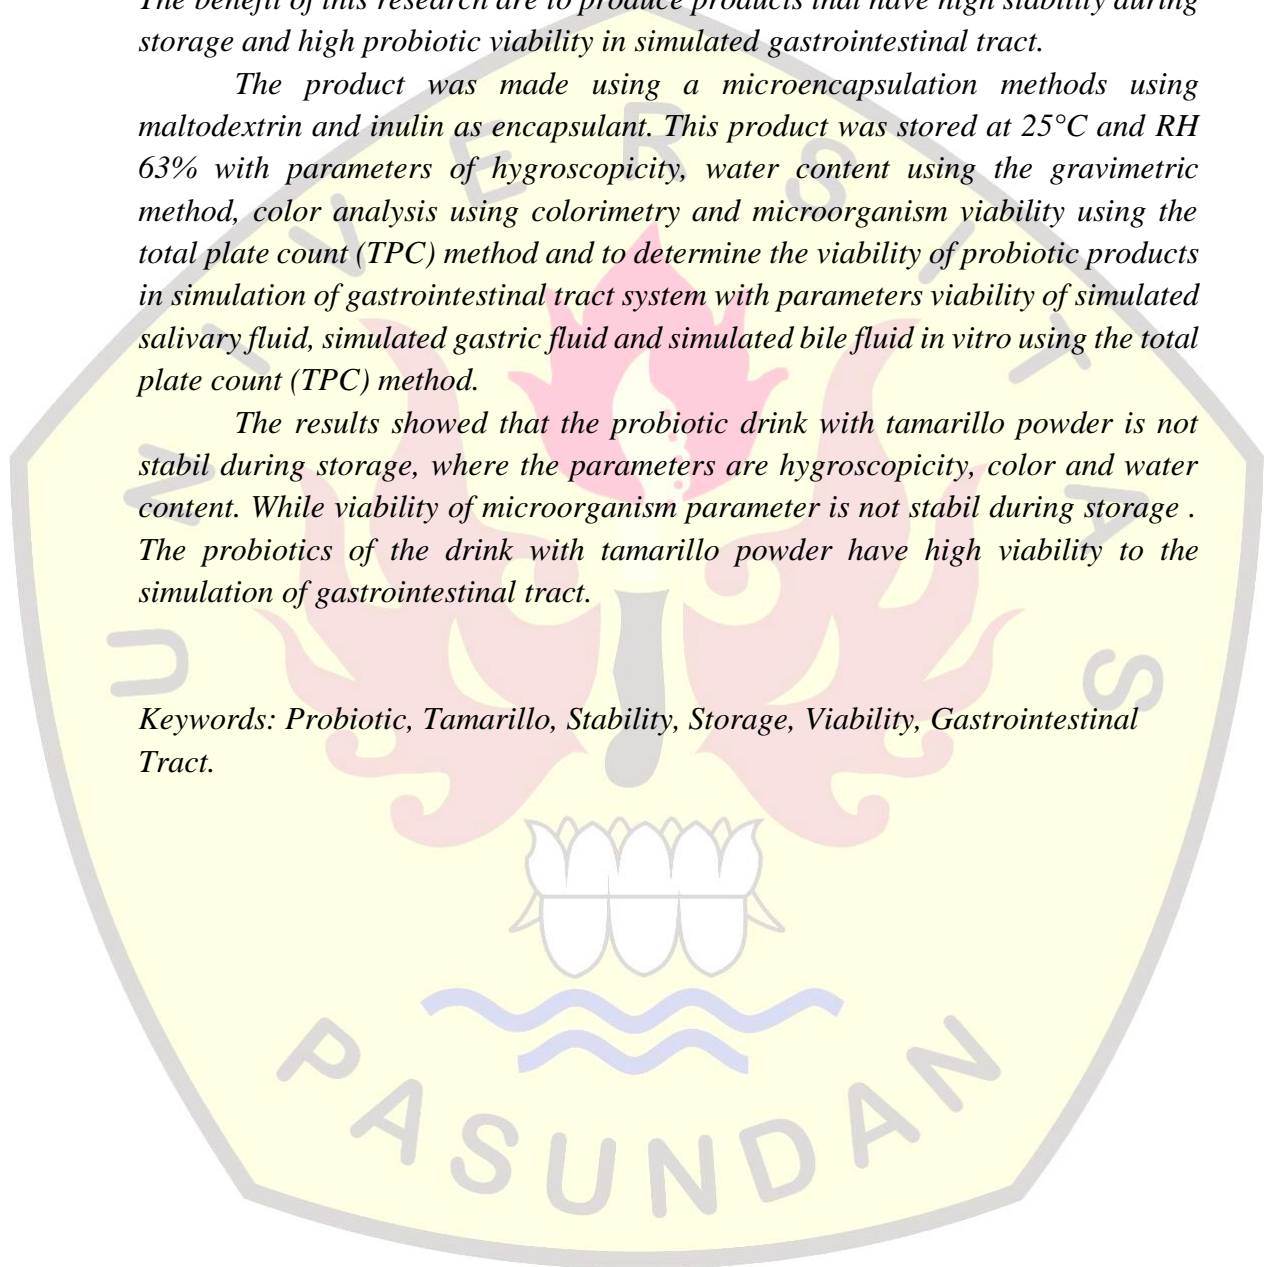 The benefit of this research are to produce products that have high stability during
storage and high probiotic viability in simulated gastrointestinal tract.
The product was made using a microencapsulation methods using
maltodextrin and inulin as encapsulant. This product was stored at 25°C and RH
63% with parameters of hygroscopicity, water content using the gravimetric
method, color analysis using colorimetry and microorganism viability using the
total plate count (TPC) method and to determine the viability of probiotic products
in simulation of gastrointestinal tract system with parameters viability of simulated
salivary fluid, simulated gastric fluid and simulated bile fluid in vitro using the total
plate count (TPC) method.
The results showed that the probiotic drink with tamarillo powder is not
stabil during storage, where the parameters are hygroscopicity, color and water
content. While viability of microorganism parameter is not stabil during storage .
The probiotics of the drink with tamarillo powder have high viability to the
simulation of gastrointestinal tract.
Keywords: Probiotic, Tamarillo, Stability, Storage, Viability, Gastrointestinal
Tract.
UNIVERSITAS
PASUNDAN